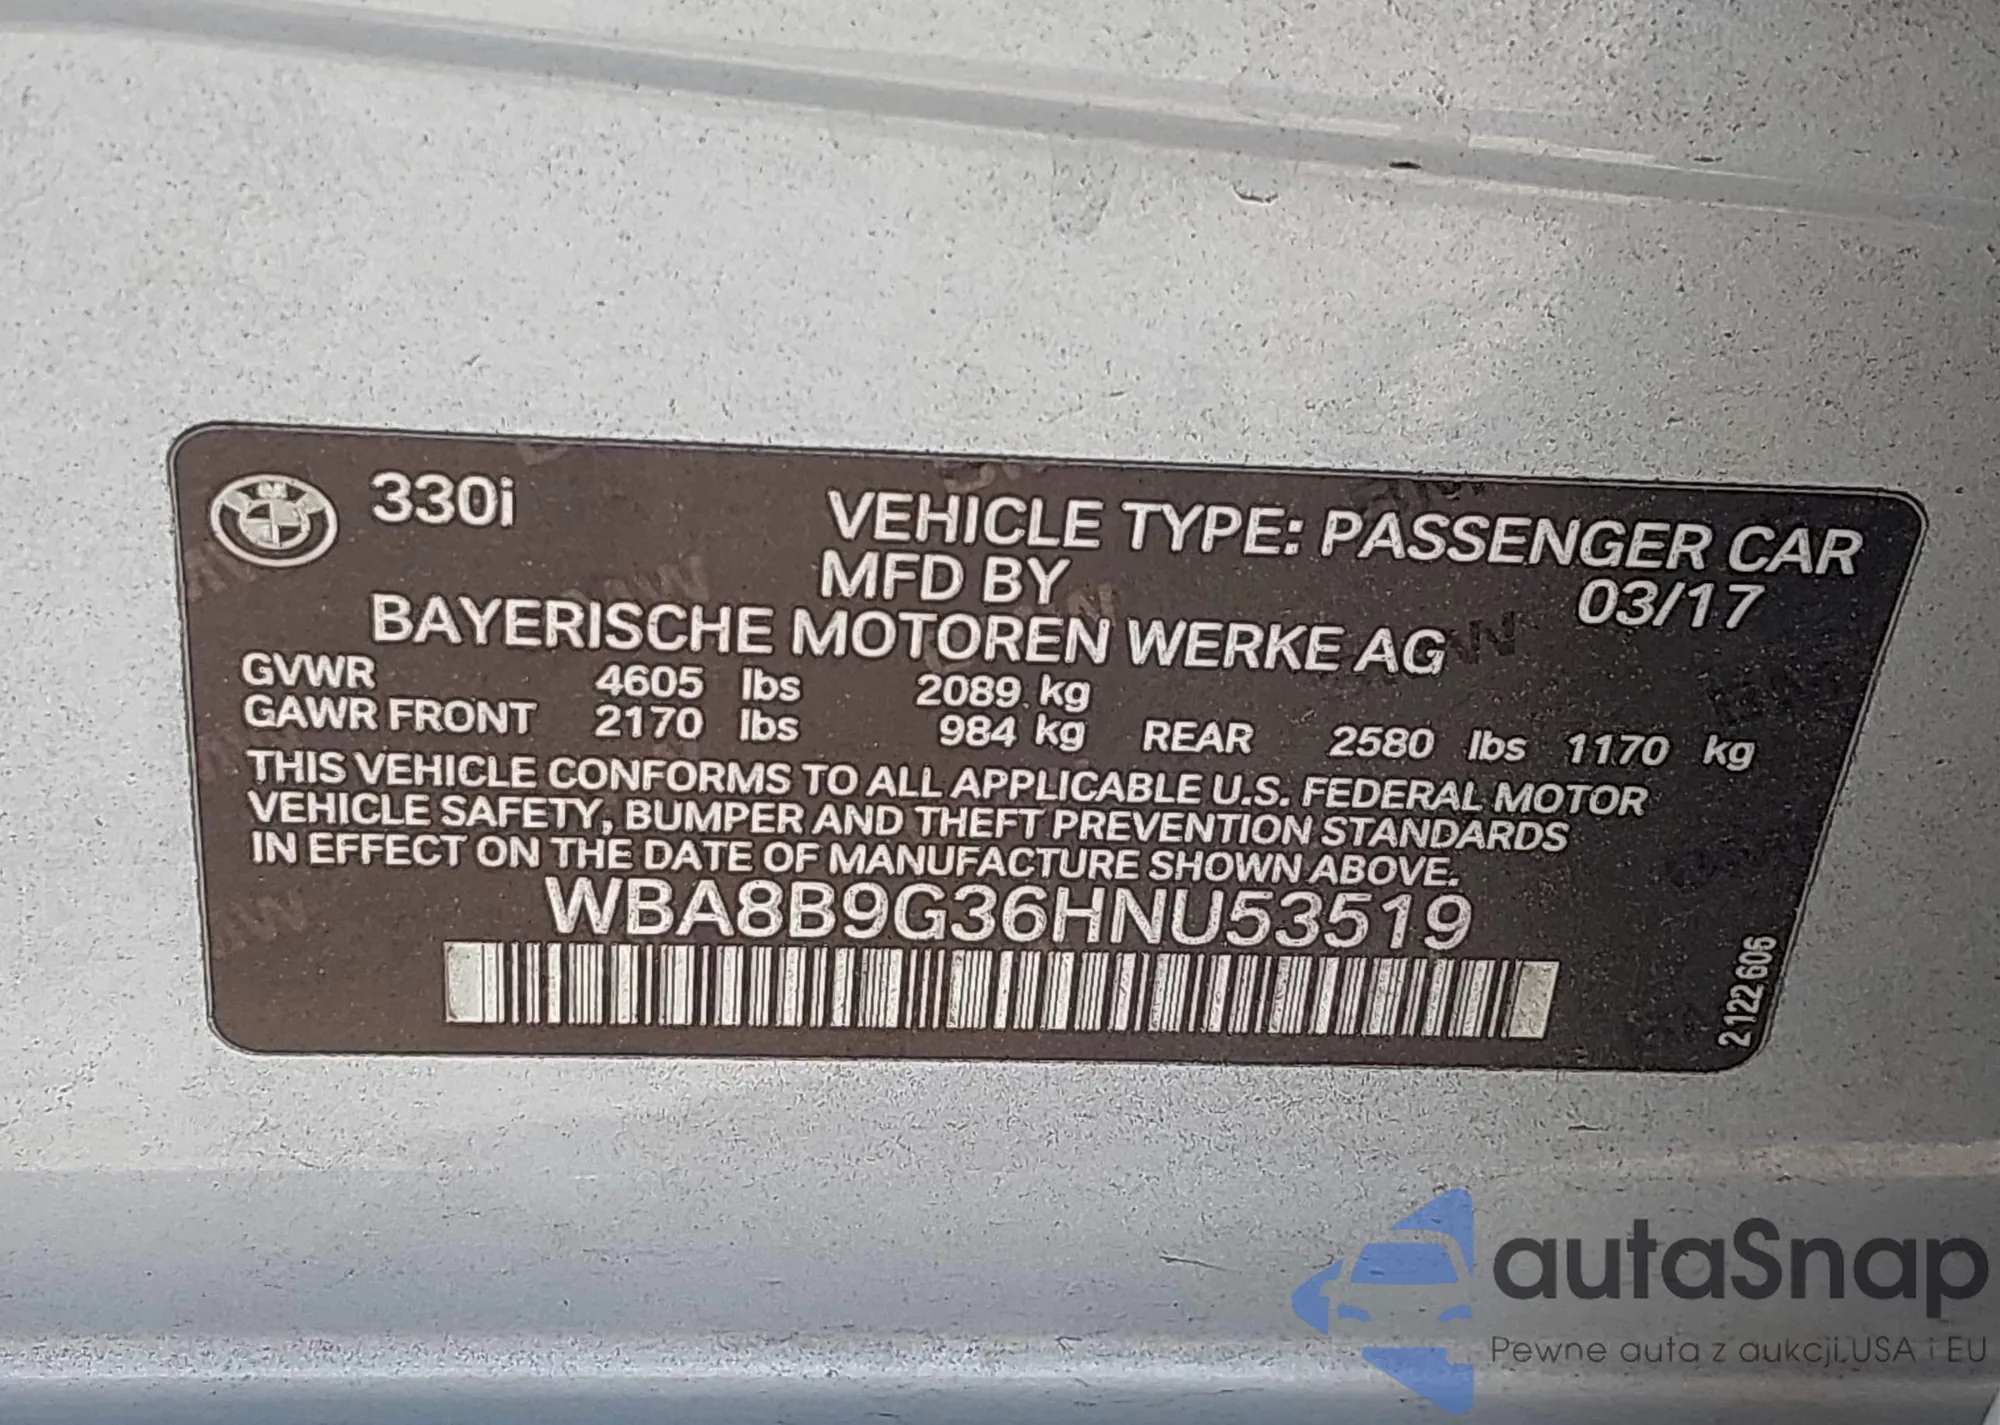 330i
VEHICLE TYPE: PASSENGER CAR
MFD BY 03/17
BAYERISCHE MOTOREN WERKE AG
GVWR 4605 lbs 2089 kg
GAWR FRONT 2170 lbs 984 kg REAR 2580 lbs 1170 kg
THIS VEHICLE CONFORMS TO ALL APPLICABLE U.S. FEDERAL MOTOR
VEHICLE SAFETY, BUMPER AND THEFT PREVENTION STANDARDS
IN EFFECT ON THE DATE OF MANUFACTURE SHOWN ABOVE.
WBA8B9G36HNU53519
2122606
autaSnap
Pewne auta z aukcji USA i EU